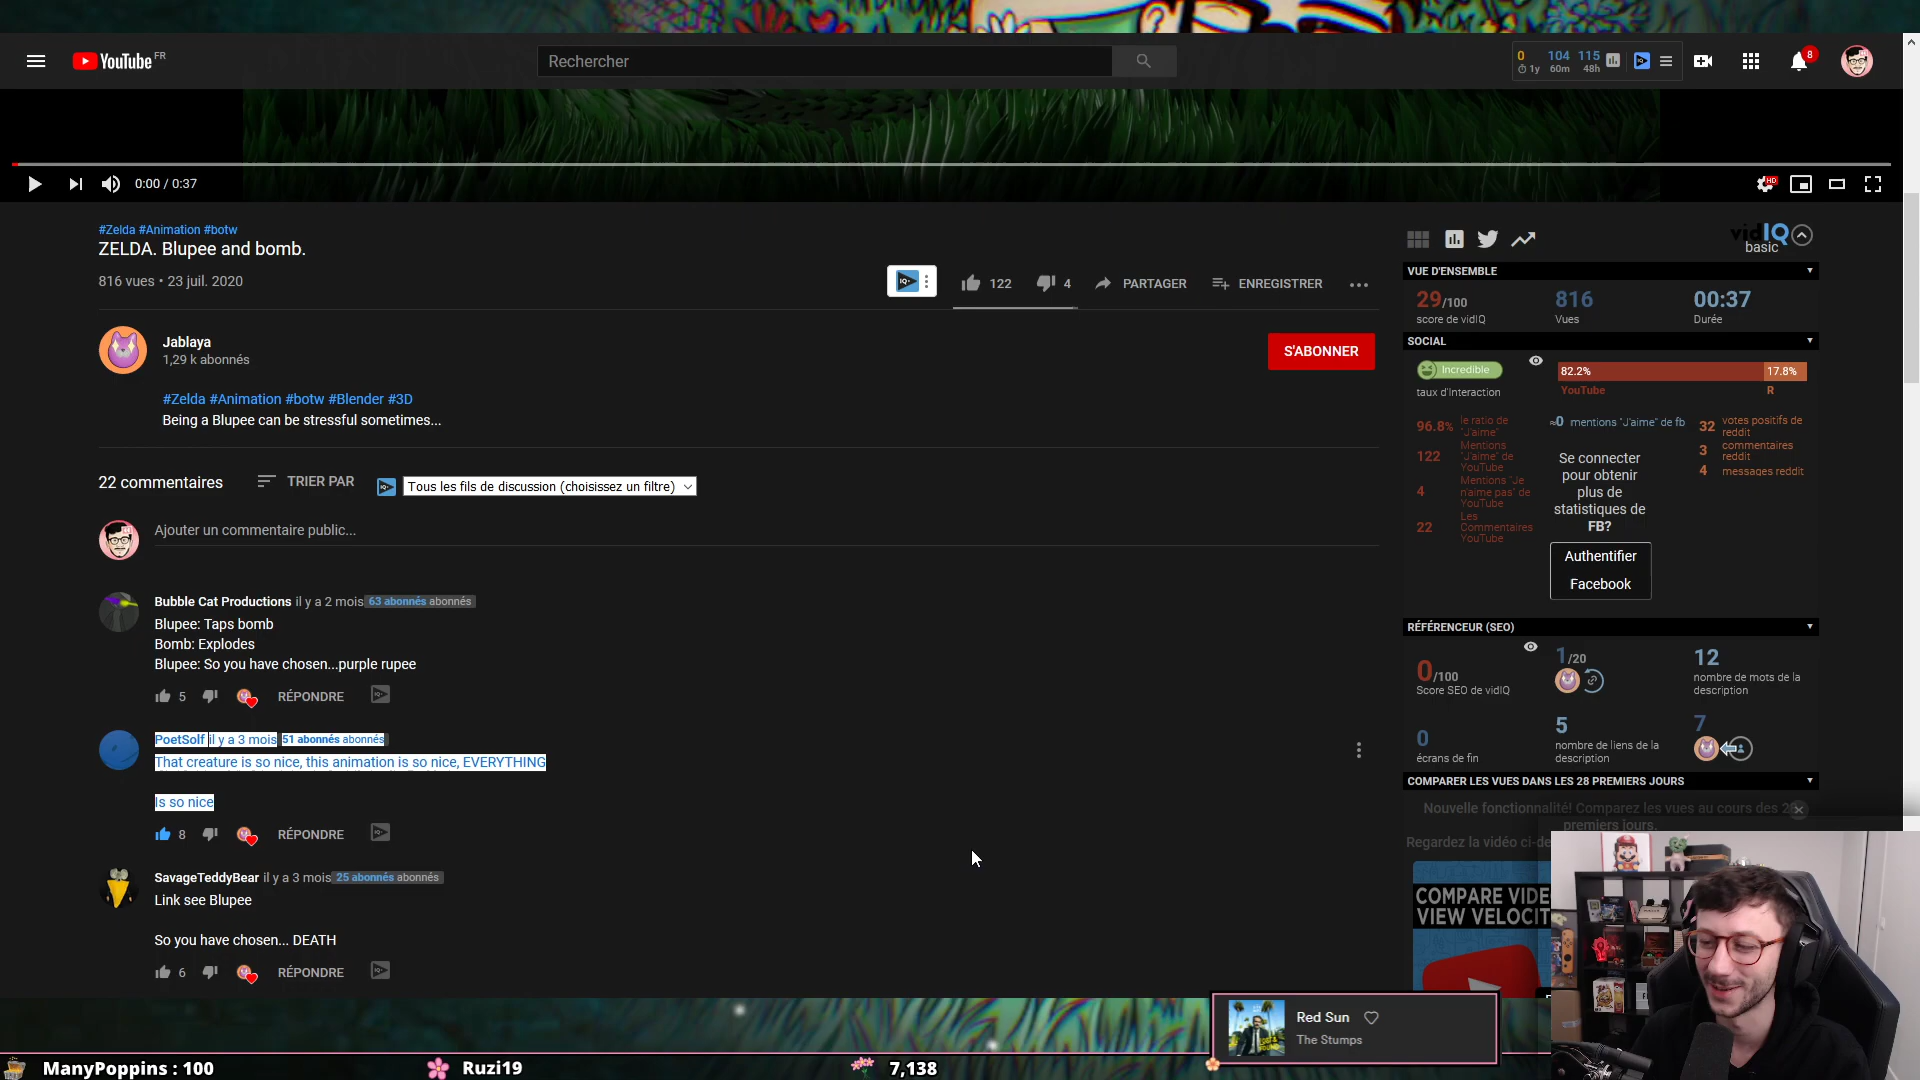 YouTube FR
Rechercher
0
1y
104
60m
115
48h
8
0:00 / 0:37
HD
#Zelda #Animation #botw
ZELDA. Blupee and bomb.
816 vues • 23 juil. 2020
122
4
PARTAGER
ENREGISTRER
Jablaya
1,29 k abonnés
S'ABONNER
#Zelda #Animation #botw #Blender #3D
Being a Blupee can be stressful sometimes...
22 commentaires
TRIER PAR
Tous les fils de discussion (choisissez un filtre)
Ajouter un commentaire public...
Bubble Cat Productions il y a 2 mois 63 abonnés abonnés
Blupee: Taps bomb
Bomb: Explodes
Blupee: So you have chosen...purple rupee
5
RÉPONDRE
PoetSolf il y a 3 mois 51 abonnés abonnés
That creature is so nice, this animation is so nice, EVERYTHING
Is so nice
8
RÉPONDRE
SavageTeddyBear il y a 3 mois 25 abonnés abonnés
Link see Blupee
So you have chosen... DEATH
6
RÉPONDRE
vidIQ
basic
VUE D'ENSEMBLE
29/100
score de vidIQ
816
Vues
00:37
Durée
SOCIAL
Incredible
taux d'interaction
82.2%
17.8%
YouTube
R
96.8%
le ratio de
"J'aime"
122
Mentions
"J'aime" de
YouTube
4
Mentions "Je
n'aime pas" de
YouTube
22
Les
Commentaires
YouTube
≈0 mentions "J'aime" de fb
Se connecter
pour obtenir
plus de
statistiques de
FB?
Authentifier
Facebook
32
votes positifs de
reddit
3
commentaires
reddit
4
messages reddit
RÉFÉRENCEUR (SEO)
0/100
Score SEO de vidIQ
1/20
12
nombre de mots de la
description
0
écrans de fin
5
nombre de liens de la
description
7
COMPARER LES VUES DANS LES 28 PREMIERS JOURS
Nouvelle fonctionnalité! Comparez les vues au cours des 28
premiers jours.
Regardez la vidéo ci-de
COMPARE VIDE
VIEW VELOCIT
Red Sun
The Stumps
ManyPoppins : 100
Ruzi19
7,138